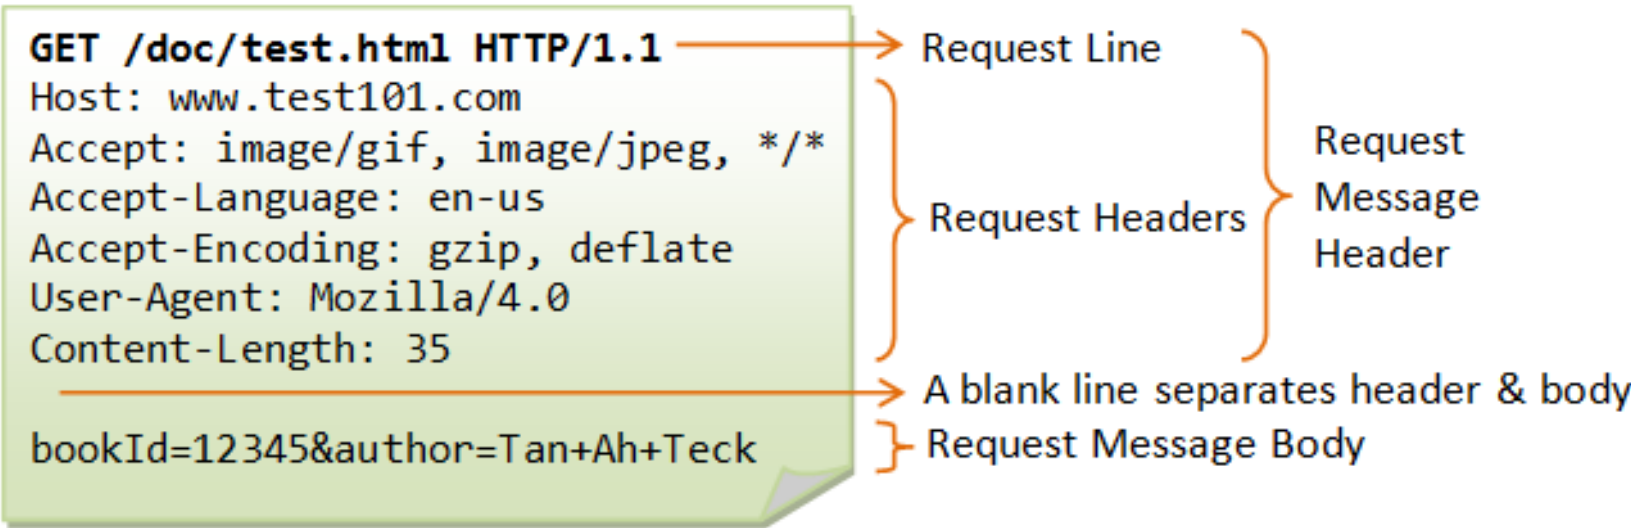 GET /doc/test.html HTTP/1.1
Host: www.test101.com
Accept: image/gif, image/jpeg, */*
Accept-Language: en-us
Accept-Encoding: gzip, deflate
User-Agent: Mozilla/4.0
Content-Length: 35
bookId=12345&author=Tan+Ah+Teck
Request Line
Request Headers
Request
Message
Header
A blank line separates header & body
Request Message Body